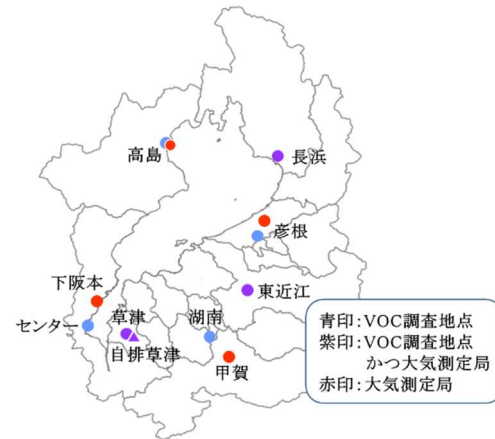 高島
長浜
彦根
下阪本
東近江
センター
草津
湖南
自排草津
甲賀
青印:VOC調査地点
紫印:VOC調査地点
かつ大気測定局
赤印:大気測定局